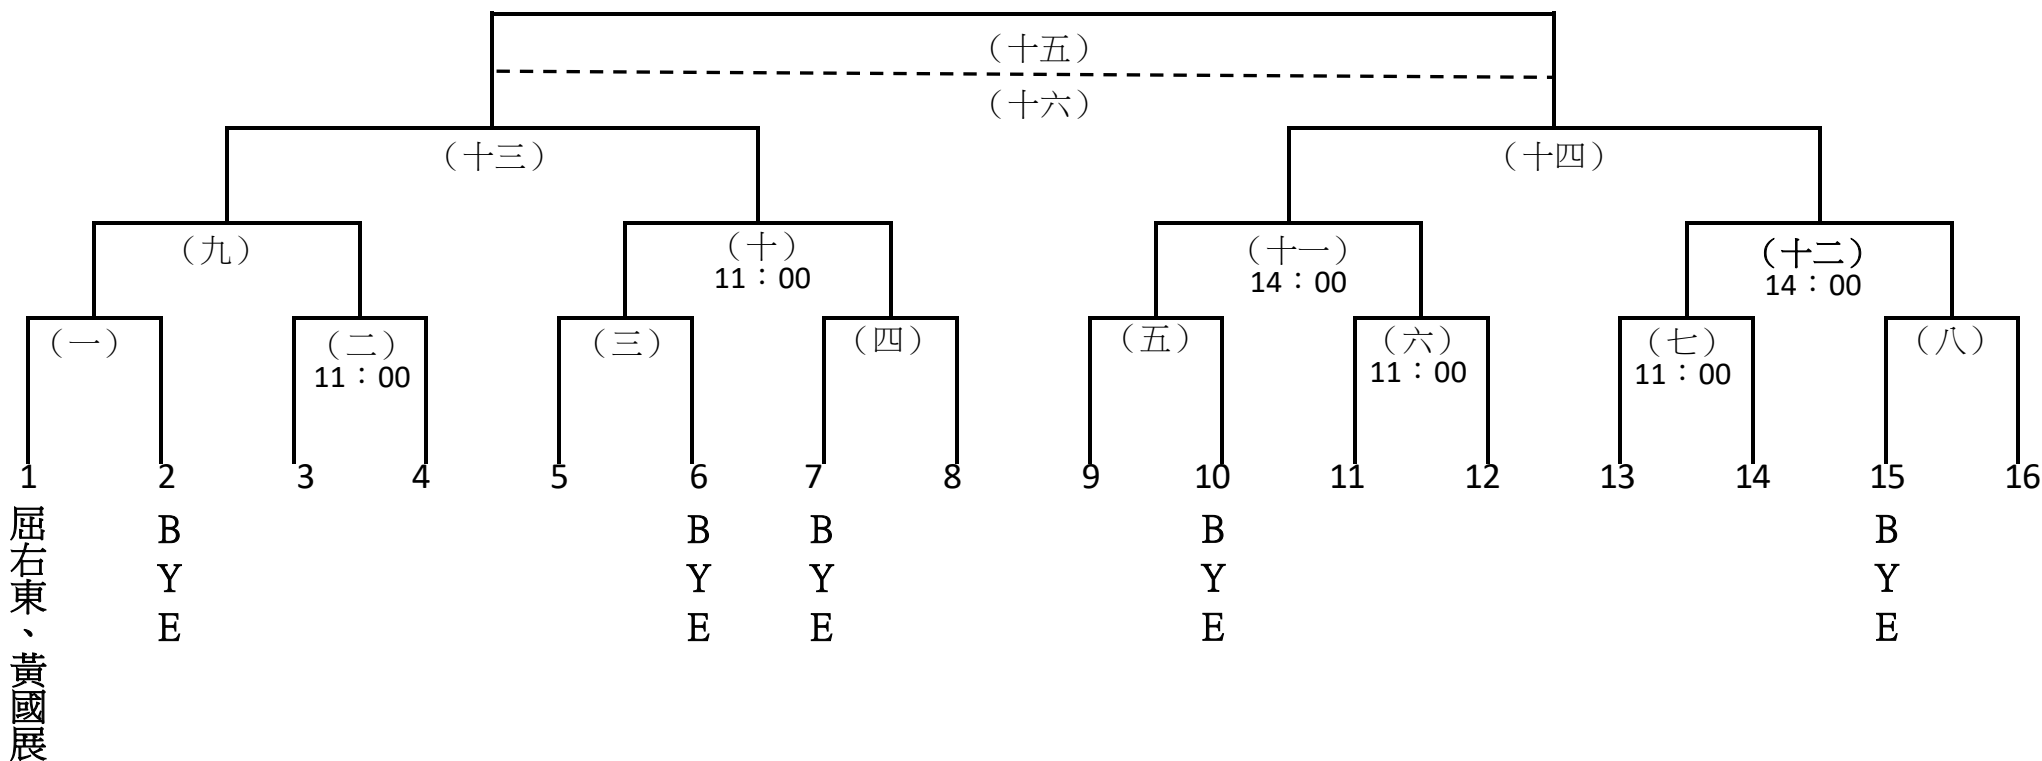 （十五）
（十六）
（十三）
（十四）
（九）
（十）
11：00
（十一）
14：00
（十二）
14：00
（一）
（二）
11：00
（三）
（四）
（五）
（六）
11：00
（七）
11：00
（八）
1 2 3 4 5 6 7 8 9 10 11 12 13 14 15 16
屈右東、黃國展
BYE
BYE
BYE
BYE
BYE